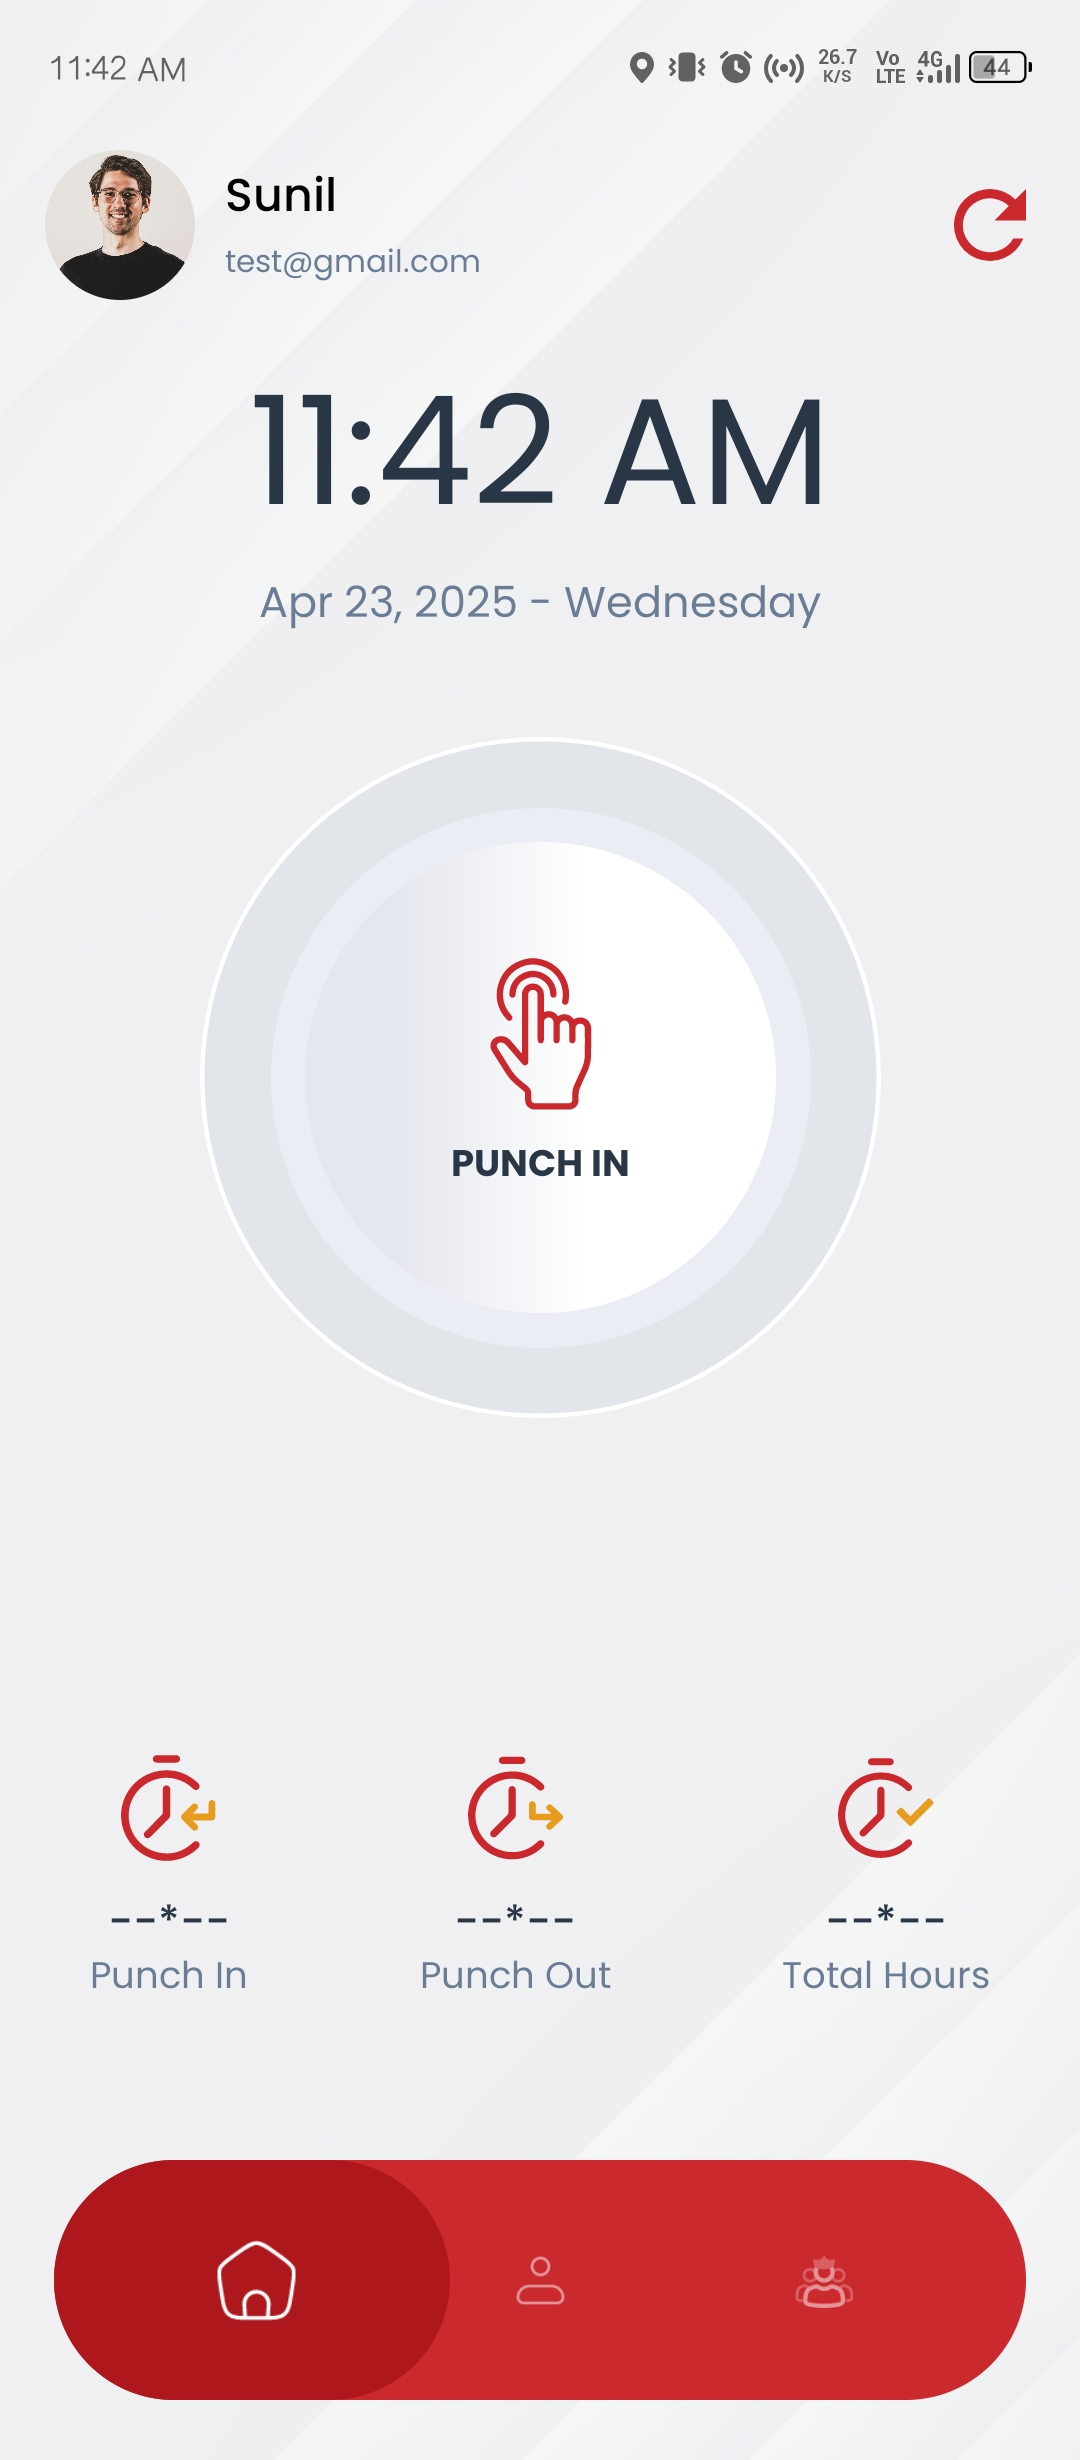 11:42 AM 26.7 K/S Vo LTE 4G 44
Sunil
test@gmail.com
11:42 AM
Apr 23, 2025 - Wednesday
PUNCH IN
--*-- --*-- --*--
Punch In Punch Out Total Hours